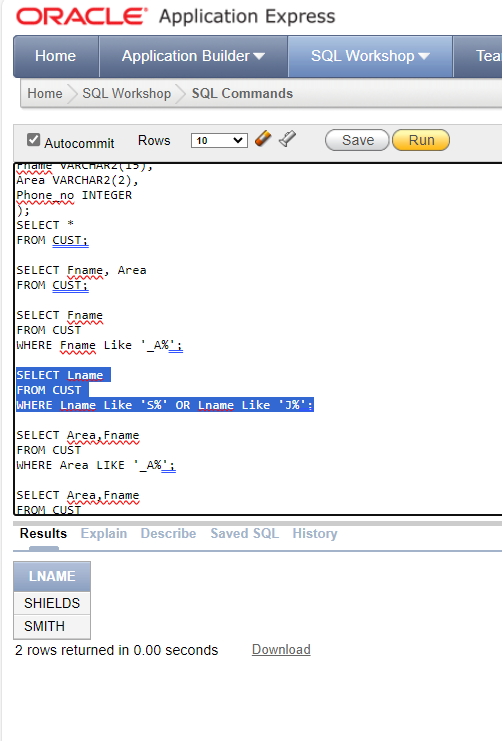 ORACLE Application Express
Home Application Builder SQL Workshop Tea
Home SQL Workshop SQL Commands
Autocommit Rows 10 Save Run
Fname VARCHAR2(15),
Area VARCHAR2(2),
Phone_no INTEGER
);
SELECT *
FROM CUST;
SELECT Fname, Area
FROM CUST;
SELECT Fname
FROM CUST
WHERE Fname Like '_A%';
SELECT Lname
FROM CUST
WHERE Lname Like 'S%' OR Lname Like 'J%';
SELECT Area,Fname
FROM CUST
WHERE Area LIKE '_A%';
SELECT Area,Fname
FROM CUST
Results Explain Describe Saved SQL History
LNAME
SHIELDS
SMITH
2 rows returned in 0.00 seconds Download